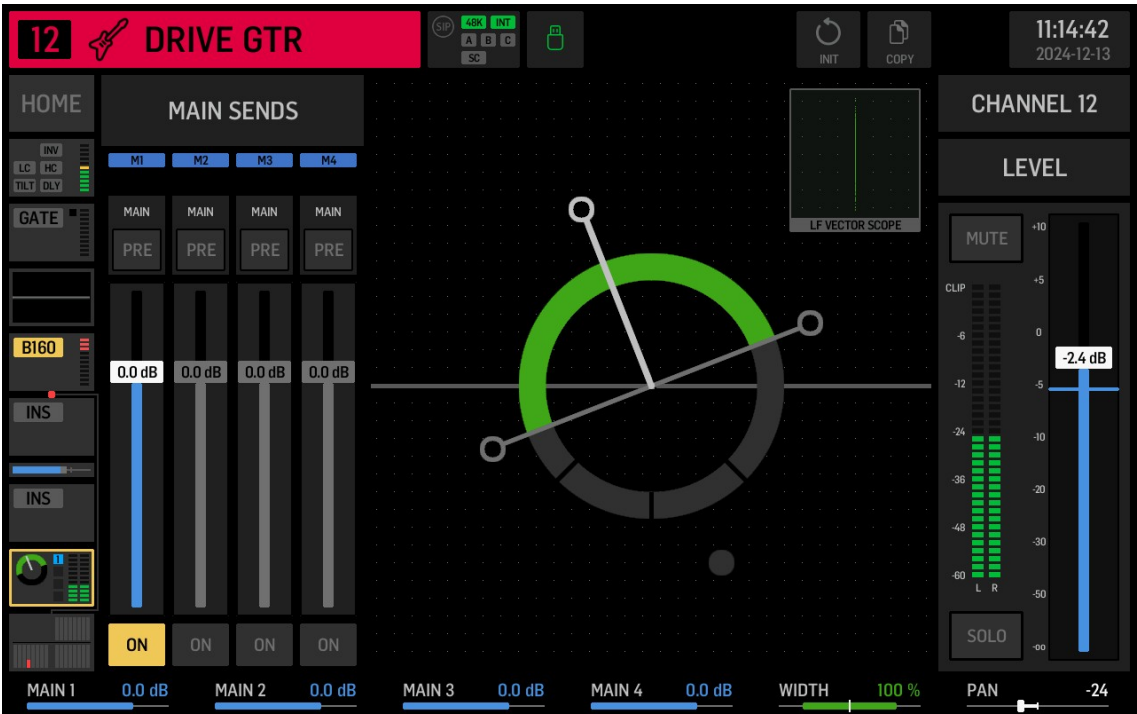 12 DRIVE GTR
SIP 48K INT
A B C
SC
INIT
COPY
11:14:42
2024-12-13
HOME
MAIN SENDS
CHANNEL 12
INV
LC HC
TILT DLY
M1 M2 M3 M4
LEVEL
GATE
MAIN MAIN MAIN MAIN
PRE PRE PRE PRE
LF VECTOR SCOPE
MUTE
+10
CLIP
+5
-6
0
B160
0.0 dB 0.0 dB 0.0 dB 0.0 dB
-2.4 dB
-12
-5
INS
-24
-10
-36
-20
INS
-48
-30
1
-60
L R
-50
ON ON ON ON
SOLO
-oo
MAIN 1 0.0 dB MAIN 2 0.0 dB MAIN 3 0.0 dB MAIN 4 0.0 dB WIDTH 100 % PAN -24